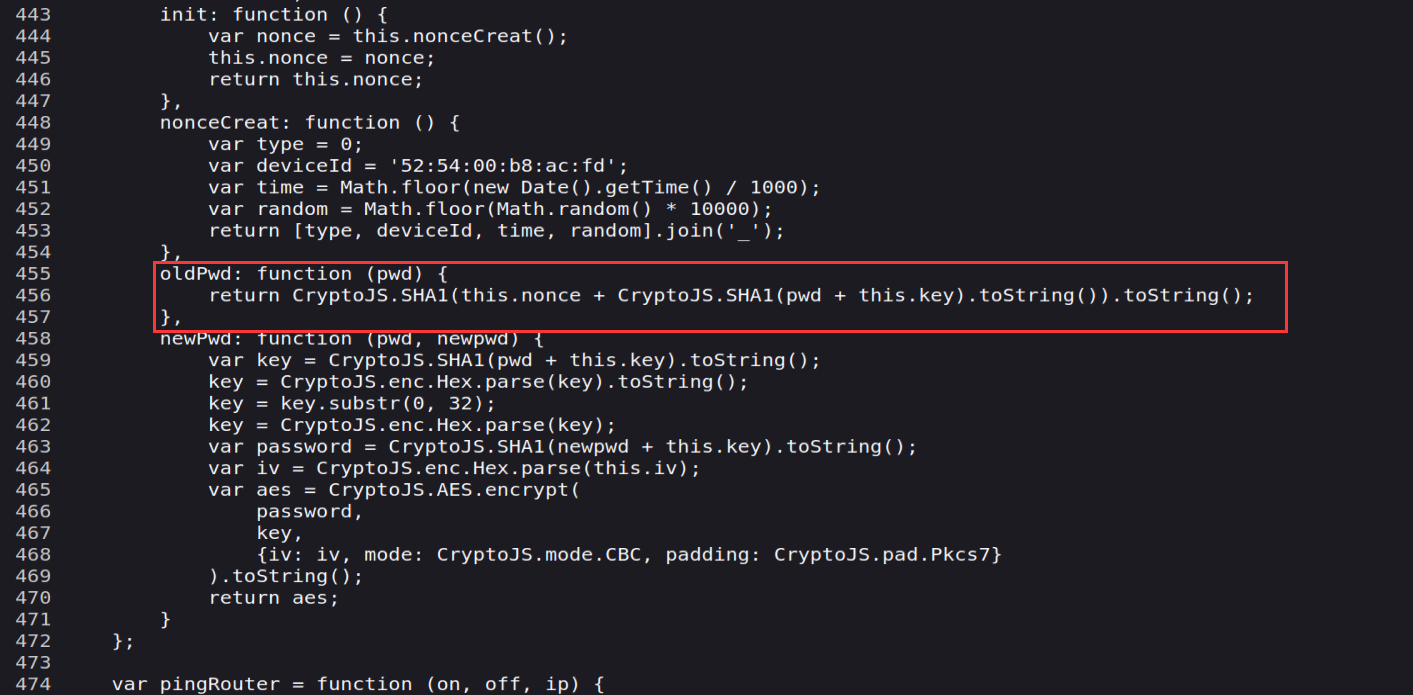 443 init: function () {
444 var nonce = this.nonceCreat();
445 this.nonce = nonce;
446 return this.nonce;
447 },
448 nonceCreat: function () {
449 var type = 0;
450 var deviceId = '52:54:00:b8:ac:fd';
451 var time = Math.floor(new Date().getTime() / 1000);
452 var random = Math.floor(Math.random() * 10000);
453 return [type, deviceId, time, random].join('_');
454 },
455 oldPwd: function (pwd) {
456 return CryptoJS.SHA1(this.nonce + CryptoJS.SHA1(pwd + this.key).toString()).toString();
457 },
458 newPwd: function (pwd, newpwd) {
459 var key = CryptoJS.SHA1(pwd + this.key).toString();
460 key = CryptoJS.enc.Hex.parse(key).toString();
461 key = key.substr(0, 32);
462 key = CryptoJS.enc.Hex.parse(key);
463 var password = CryptoJS.SHA1(newpwd + this.key).toString();
464 var iv = CryptoJS.enc.Hex.parse(this.iv);
465 var aes = CryptoJS.AES.encrypt(
466 password,
467 key,
468 {iv: iv, mode: CryptoJS.mode.CBC, padding: CryptoJS.pad.Pkcs7}
469 ).toString();
470 return aes;
471 }
472 };
473
474 var pingRouter = function (on, off, ip) {